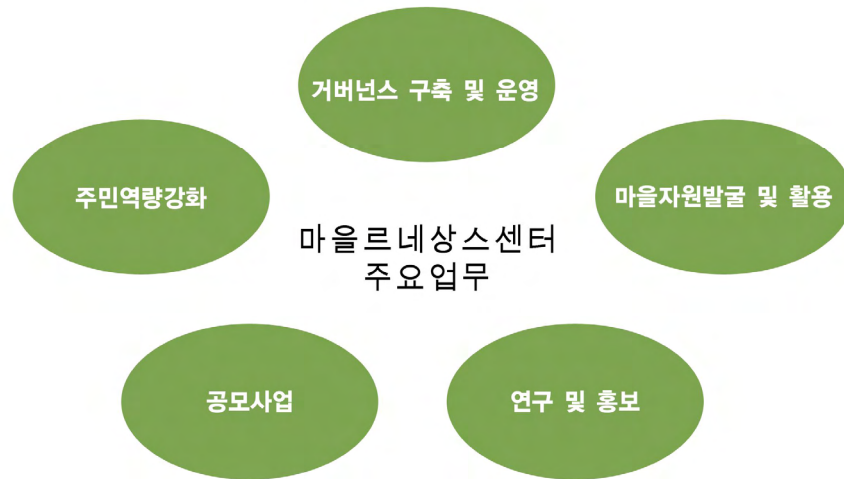 거버넌스 구축 및 운영
주민역량강화
마을자원발굴 및 활용
마을르네상스센터
주요업무
공모사업
연구 및 홍보